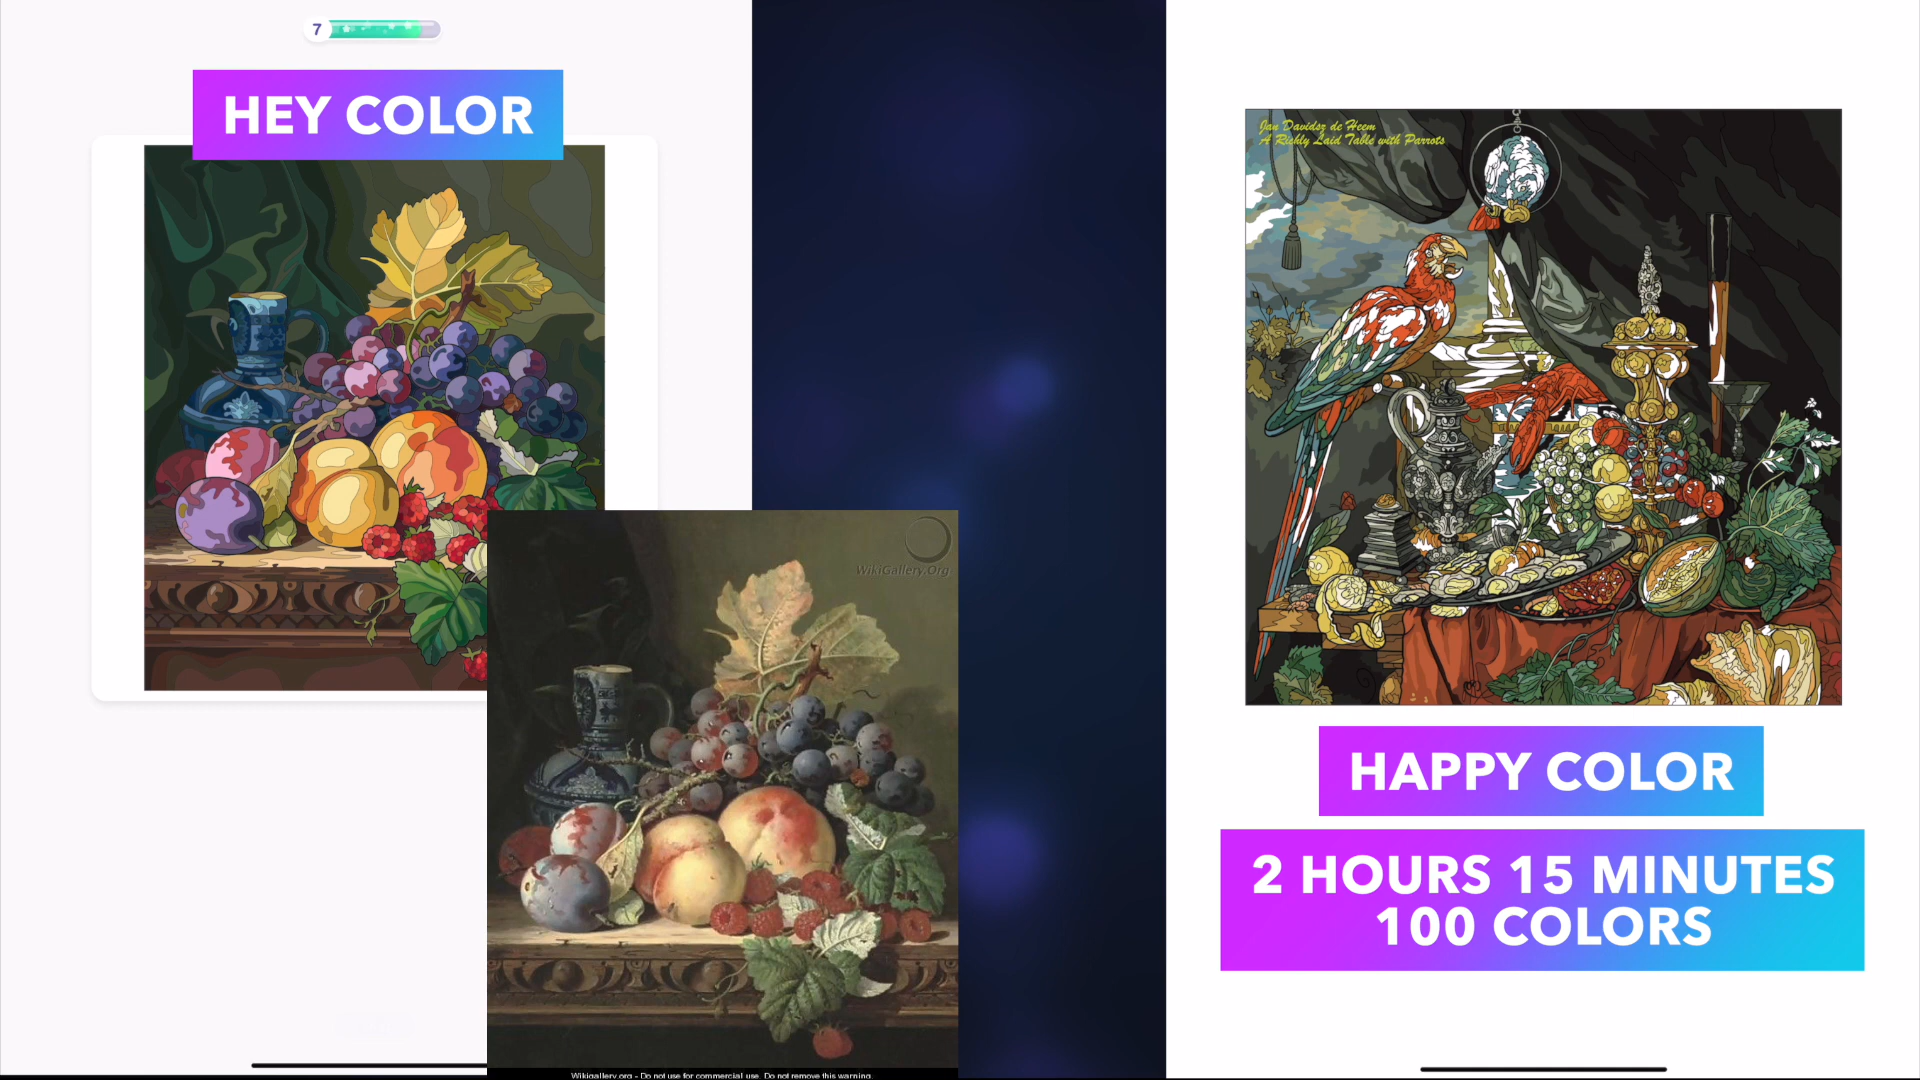 7
HEY COLOR
Jan Davidsz de Heem
A Richly Laid Table with Parrots
WikiGallery.Org
HAPPY COLOR
2 HOURS 15 MINUTES
100 COLORS
Wikigallery.org - Do not use for commercial use. Do not remove this warning.